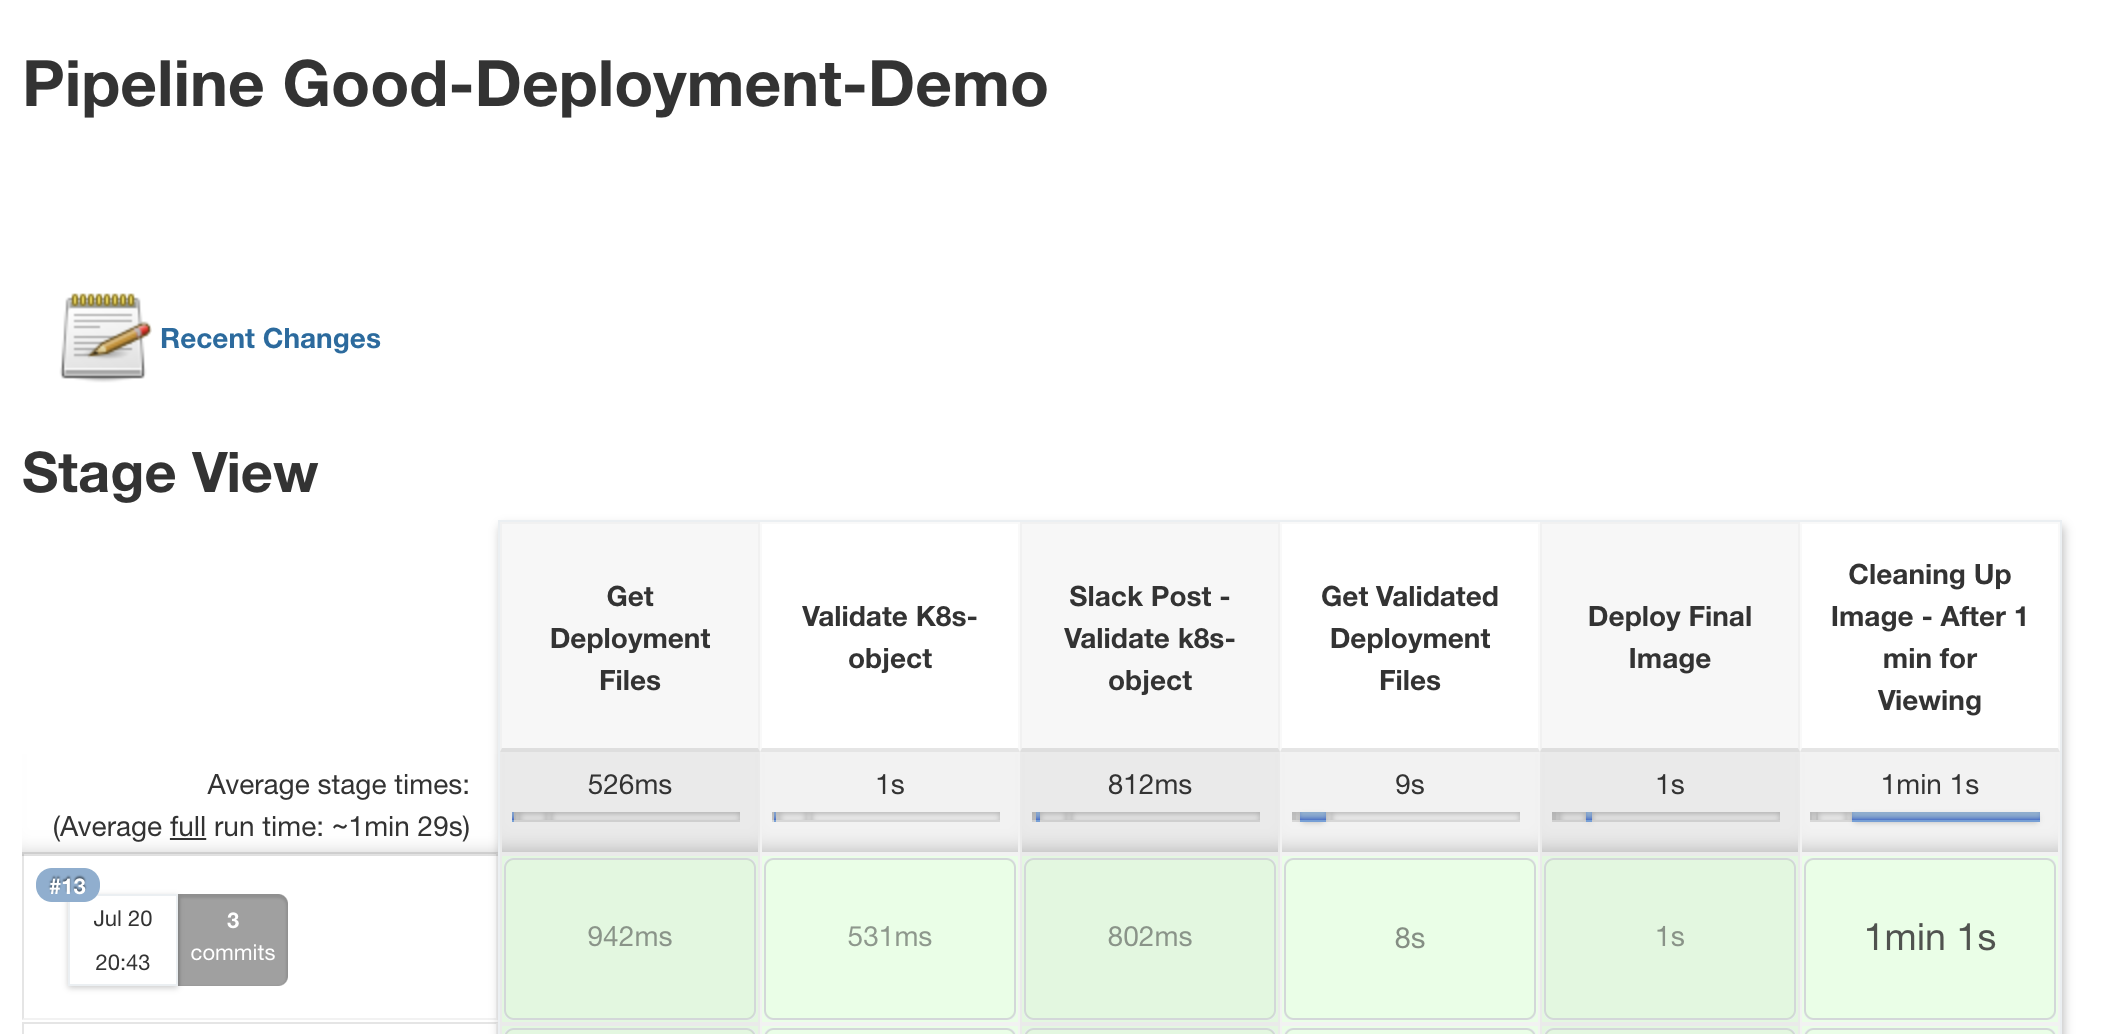 Pipeline Good-Deployment-Demo
Recent Changes
Stage View
Get
Deployment
Files
Validate K8s-
object
Slack Post -
Validate k8s-
object
Get Validated
Deployment
Files
Deploy Final
Image
Cleaning Up
Image - After 1
min for
Viewing
Average stage times:
(Average full run time: ~1min 29s)
526ms
1s
812ms
9s
1s
1min 1s
#13
Jul 20
20:43
3
commits
942ms
531ms
802ms
8s
1s
1min 1s